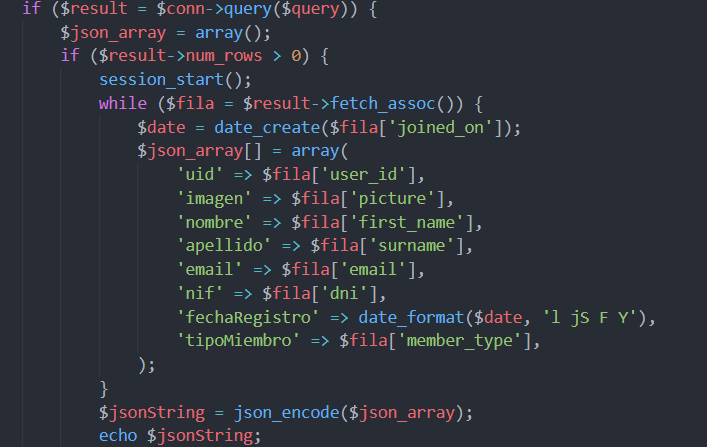 if ($result = $conn->query($query)) {
$json_array = array();
if ($result->num_rows > 0) {
session_start();
while ($fila = $result->fetch_assoc()) {
$date = date_create($fila['joined_on']);
$json_array[] = array(
'uid' => $fila['user_id'],
'imagen' => $fila['picture'],
'nombre' => $fila['first_name'],
'apellido' => $fila['surname'],
'email' => $fila['email'],
'nif' => $fila['dni'],
'fechaRegistro' => date_format($date, 'l jS F Y'),
'tipoMiembro' => $fila['member_type'],
);
}
$jsonString = json_encode($json_array);
echo $jsonString;